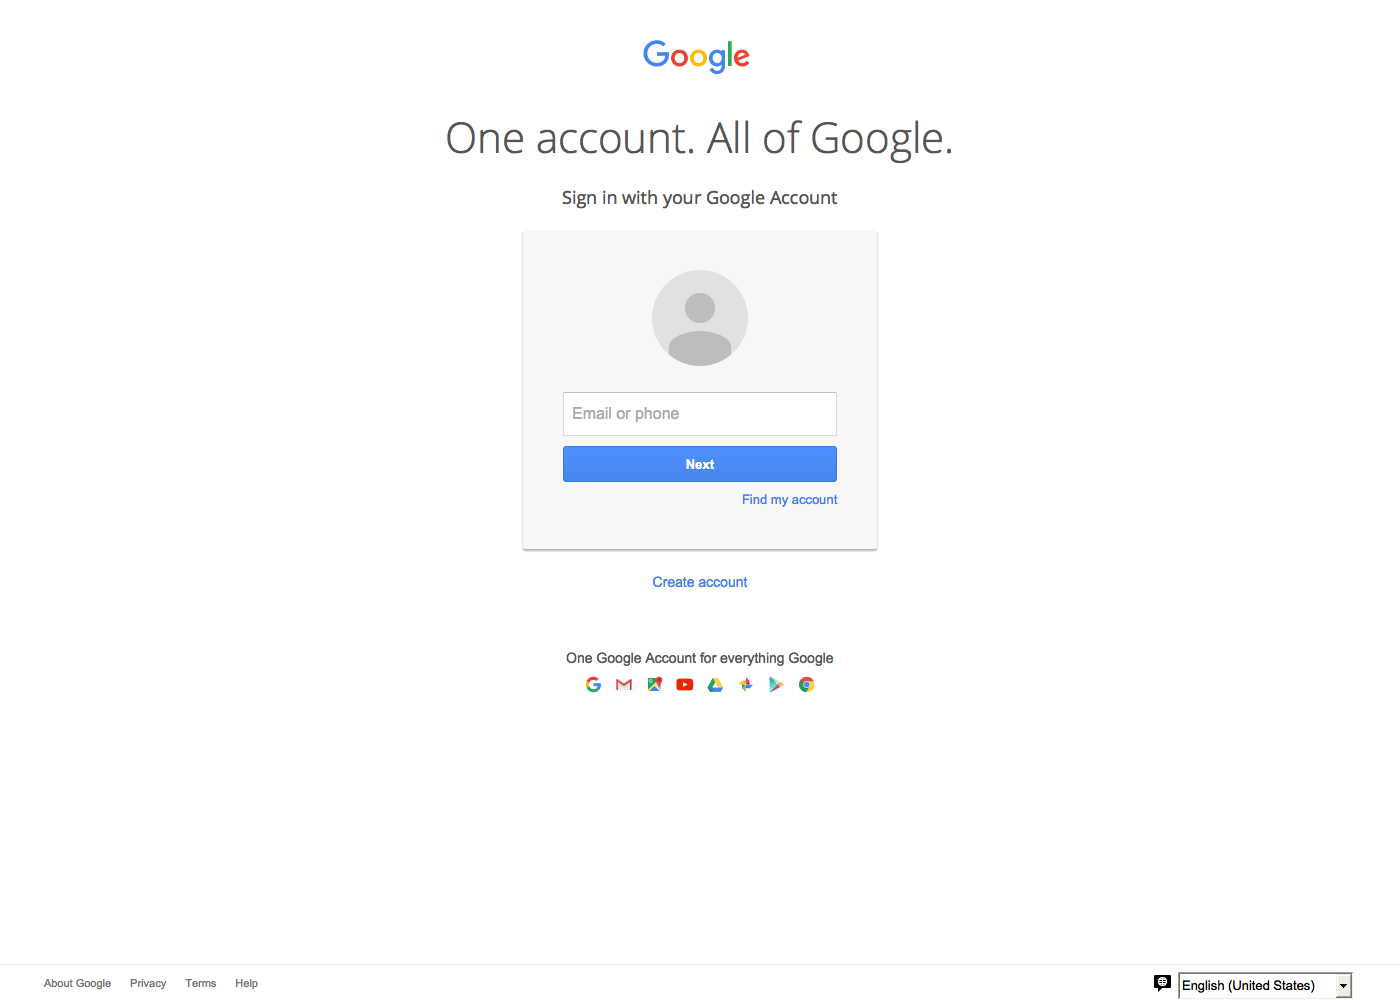 Google
One account. All of Google.
Sign in with your Google Account
Email or phone
Next
Find my account
Create account
One Google Account for everything Google
About Google Privacy Terms Help English (United States)